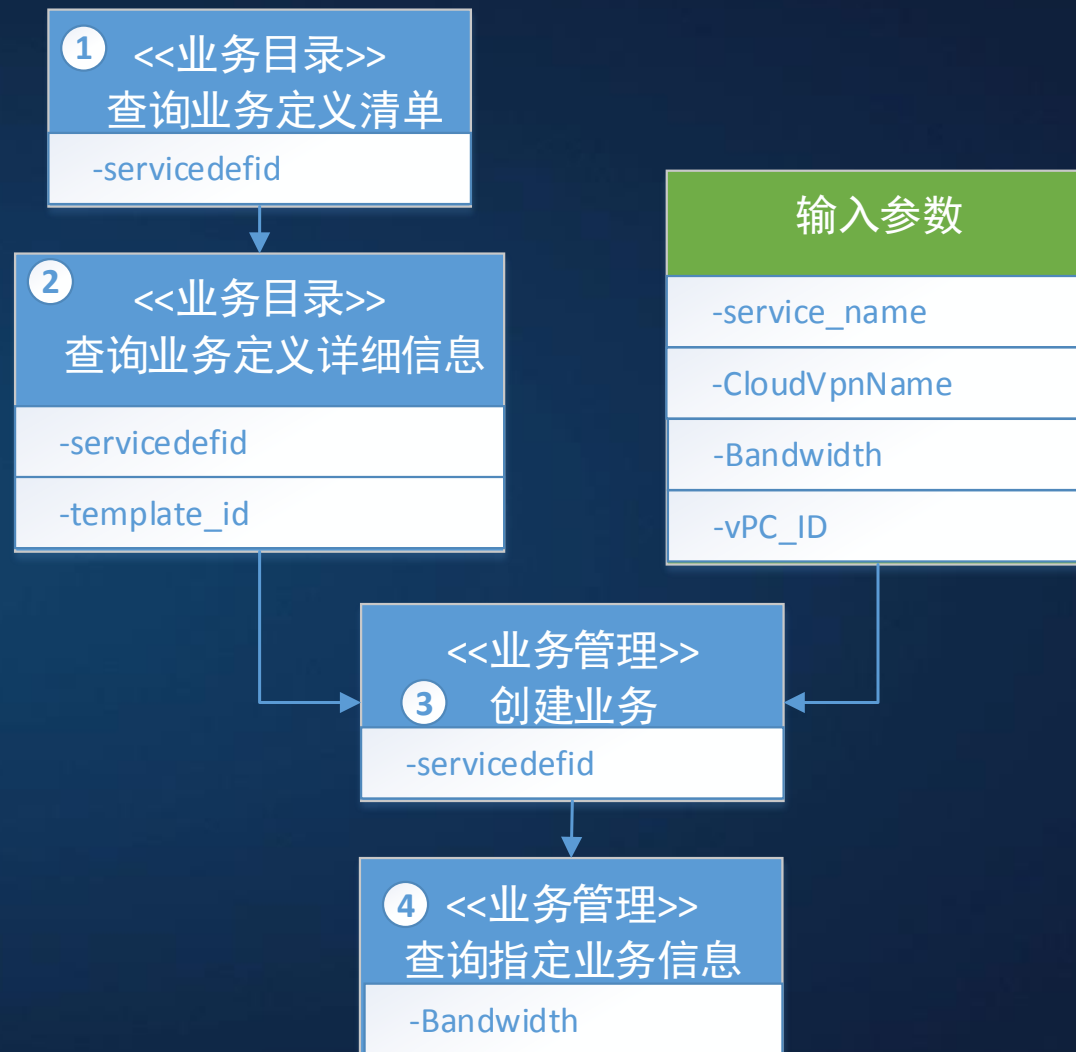 1
<<业务目录>>
查询业务定义清单
-servicedefid
2
<<业务目录>>
查询业务定义详细信息
-servicedefid
-template_id
输入参数
-service_name
-CloudVpnName
-Bandwidth
-vPC_ID
<<业务管理>>
3 创建业务
-servicedefid
4 <<业务管理>>
查询指定业务信息
-Bandwidth